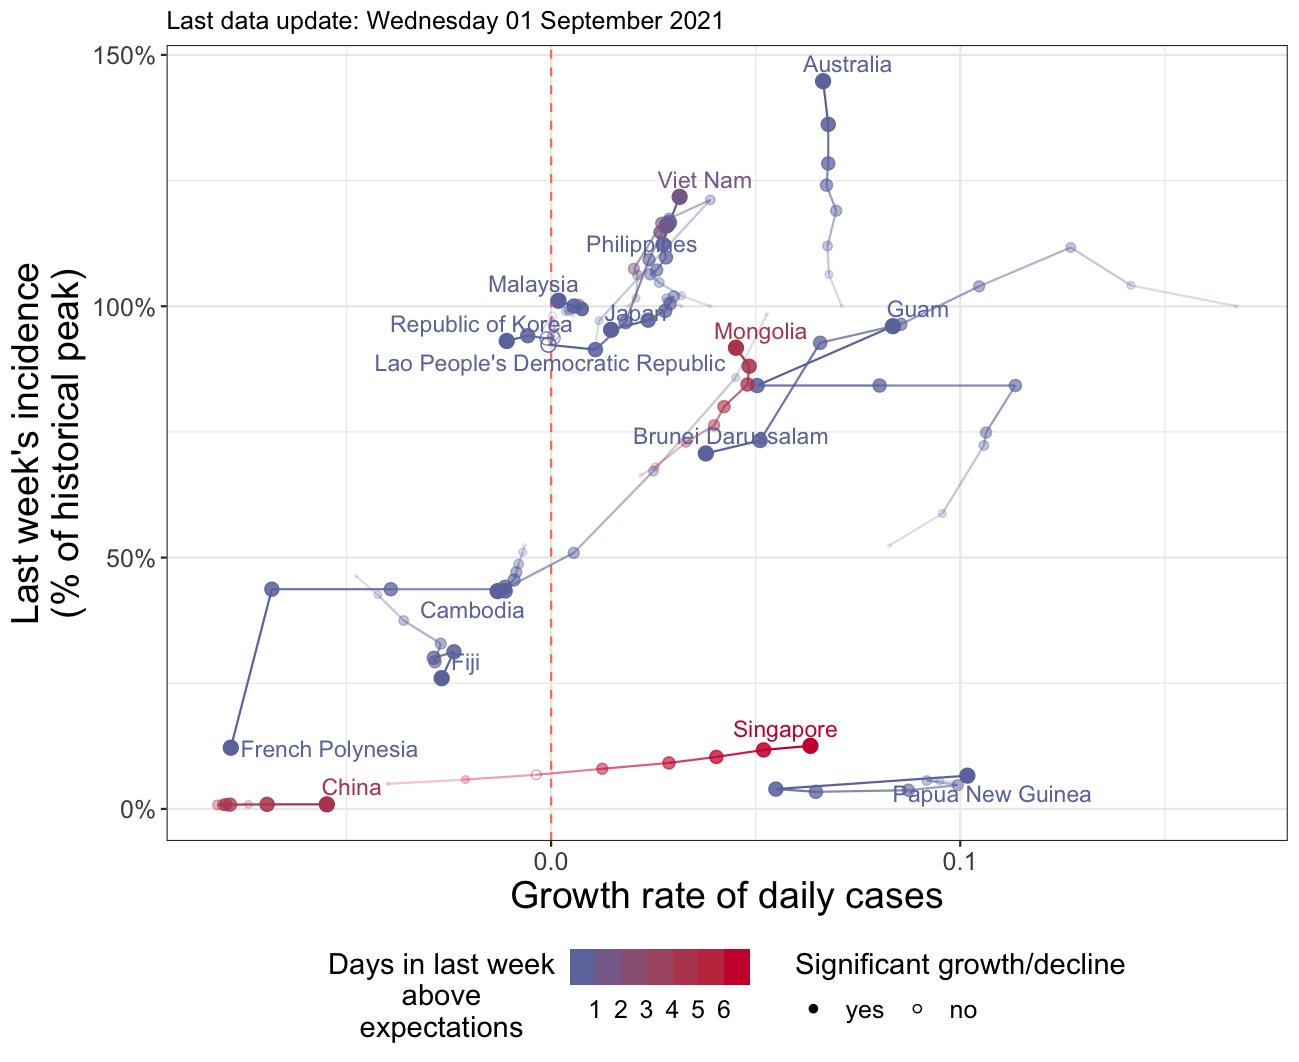 Last data update: Wednesday 01 September 2021
150%
100%
50%
0%
Last week's incidence
(% of historical peak)
Australia
Viet Nam
Philippines
Malaysia
Japan
Guam
Republic of Korea
Mongolia
Lao People's Democratic Republic
Brunei Darussalam
Cambodia
Fiji
French Polynesia
Singapore
China
Papua New Guinea
0.0
0.1
Growth rate of daily cases
Days in last week
above
expectations
1 2 3 4 5 6
Significant growth/decline
yes
no